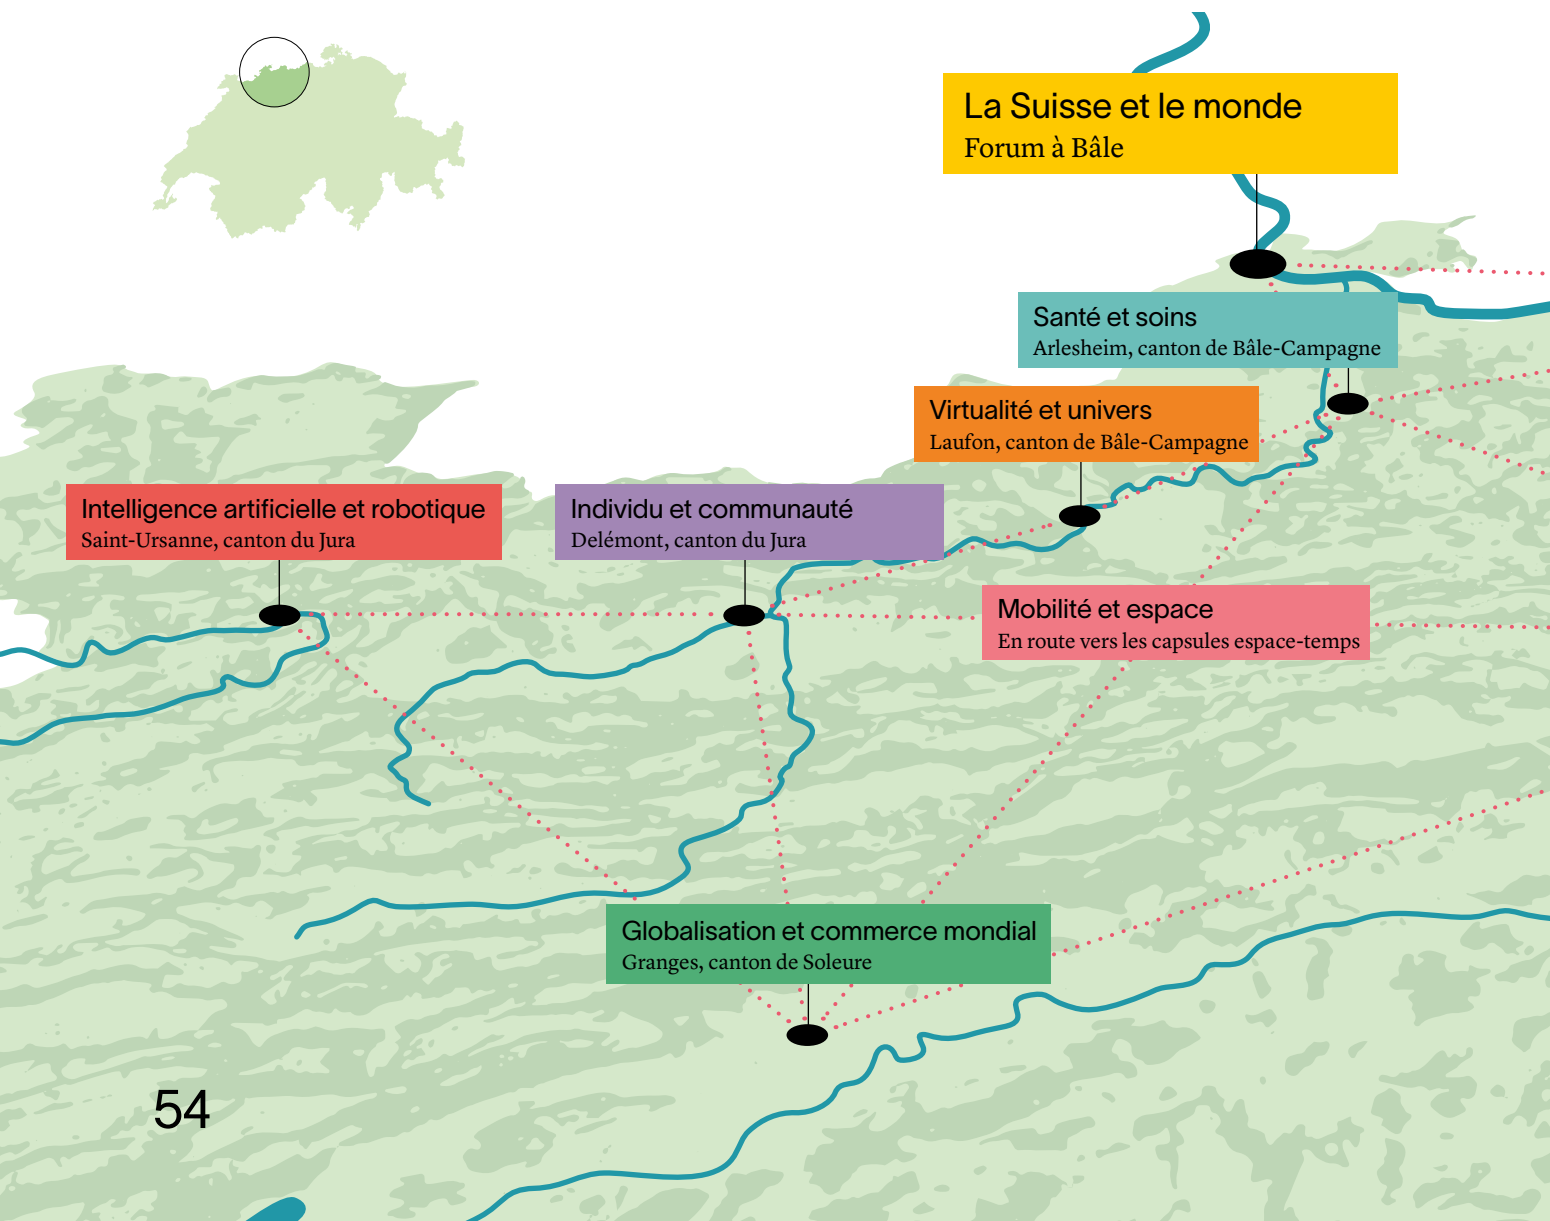 La Suisse et le monde
Forum à Bâle
Santé et soins
Arlesheim, canton de Bâle-Campagne
Virtualité et univers
Laufon, canton de Bâle-Campagne
Intelligence artificielle et robotique
Saint-Ursanne, canton du Jura
Individu et communauté
Delémont, canton du Jura
Mobilité et espace
En route vers les capsules espace-temps
Globalisation et commerce mondial
Granges, canton de Soleure
54